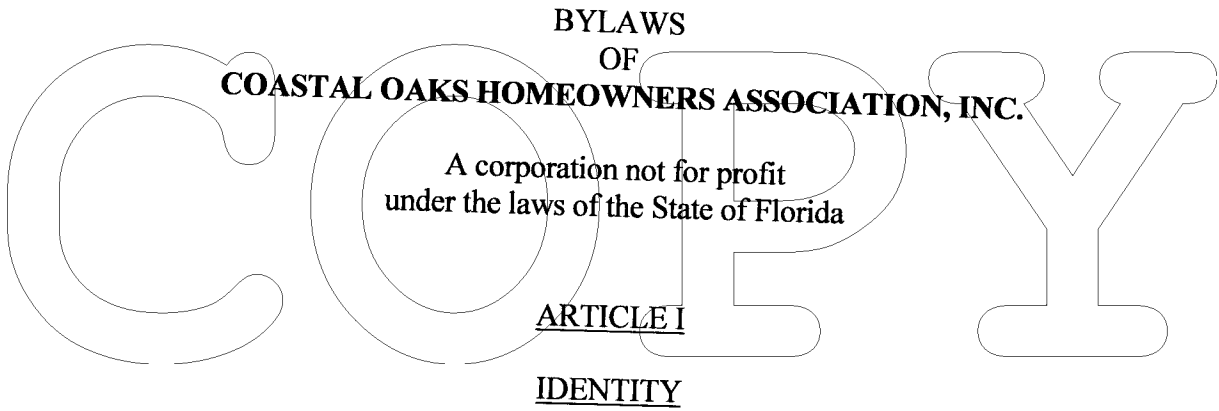 BYLAWS
OF
COASTAL OAKS HOMEOWNERS ASSOCIATION, INC.
A corporation not for profit
under the laws of the State of Florida
ARTICLE I
IDENTITY
COPY